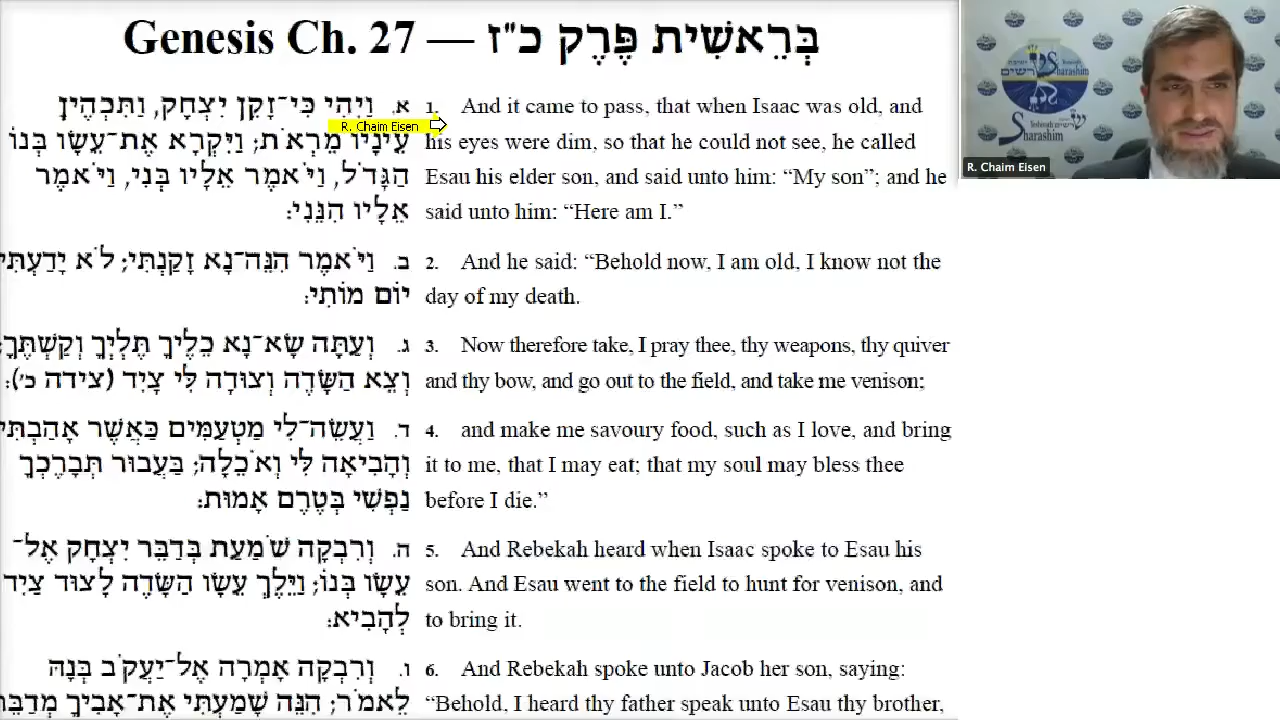 Genesis Ch. 27 — בְּרֵאשִׁית פֶּרֶק כ"ז
א. וַיְהִי כִּי־זָקֵן יִצְחָק, וַתִּכְהֶיןָ
עֵינָיו מֵרְאֹת; וַיִּקְרָא אֶת־עֵשָׂו בְּנוֹ
הַגָּדֹל, וַיֹּאמֶר אֵלָיו בְּנִי, וַיֹּאמֶר
אֵלָיו הִנֵּנִי:
1. And it came to pass, that when Isaac was old, and
his eyes were dim, so that he could not see, he called
Esau his elder son, and said unto him: “My son”; and he
said unto him: “Here am I.”
ב. וַיֹּאמֶר הִנֵּה־נָא זָקַנְתִּי; לֹא יָדַעְתִּי
יוֹם מוֹתִי:
2. And he said: “Behold now, I am old, I know not the
day of my death.
ג. וְעַתָּה שָׂא־נָא כֵלֶיךָ תֶּלְיְךָ וְקַשְׁתֶּךָ;
וְצֵא הַשָּׂדֶה וְצוּדָה לִּי צָיִד (צידה כ׳):
3. Now therefore take, I pray thee, thy weapons, thy quiver
and thy bow, and go out to the field, and take me venison;
ד. וַעֲשֵׂה־לִי מַטְעַמִּים כַּאֲשֶׁר אָהַבְתִּי
וְהָבִיאָה לִּי וְאֹכֵלָה; בַּעֲבוּר תְּבָרֶכְךָ
נַפְשִׁי בְּטֶרֶם אָמוּת:
4. and make me savoury food, such as I love, and bring
it to me, that I may eat; that my soul may bless thee
before I die.”
ה. וְרִבְקָה שֹׁמַעַת בְּדַבֵּר יִצְחָק אֶל־
עֵשָׂו בְּנוֹ; וַיֵּלֶךְ עֵשָׂו הַשָּׂדֶה לָצוּד צַיִד
לְהָבִיא:
5. And Rebekah heard when Isaac spoke to Esau his
son. And Esau went to the field to hunt for venison, and
to bring it.
ו. וְרִבְקָה אָמְרָה אֶל־יַעֲקֹב בְּנָהּ
לֵאמֹר; הִנֵּה שָׁמַעְתִּי אֶת־אָבִיךָ מְדַבֵּר
6. And Rebekah spoke unto Jacob her son, saying:
“Behold, I heard thy father speak unto Esau thy brother,
R. Chaim Eisen
Sharashim
R. Chaim Eisen